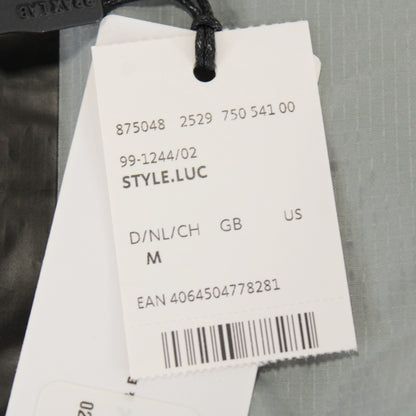 875048 2529 750 541 00
99-1244/02
STYLE.LUC
D/NL/CH GB US
M
EAN 4064504778281